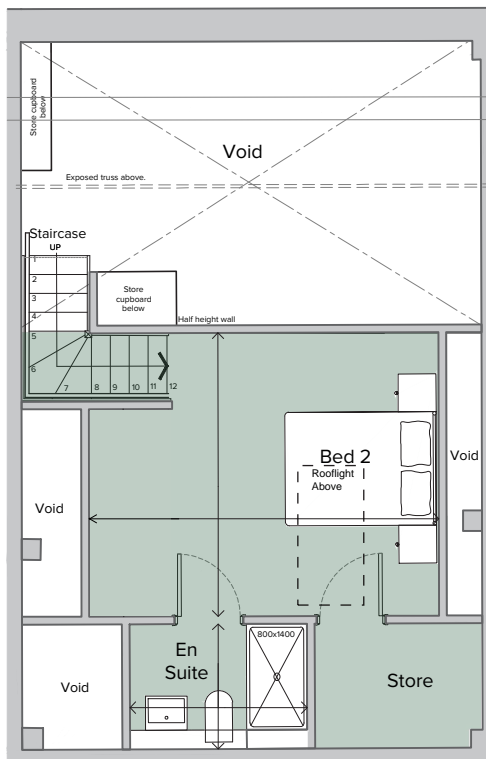 Store cupboard
below
Void
Exposed truss above.
Staircase
UP
1
2
3
4
5
6
7
8
9
10
11
12
Store
cupboard
below
Half height wall
Bed 2
Rooflight
Above
Void
Void
800x1400
En
Suite
Void
Store